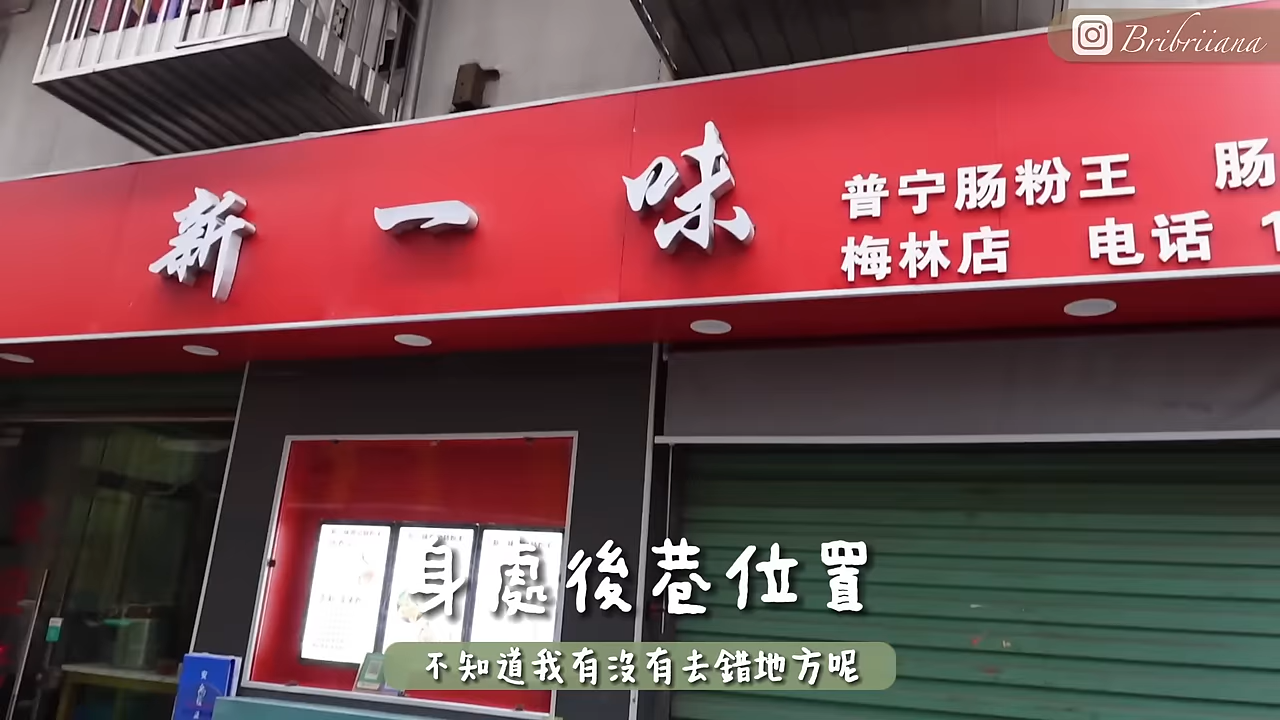 Bribriiana
新一味
普宁肠粉王 肠
梅林店 电话 1
身處後巷位置
不知道我有沒有去錯地方呢